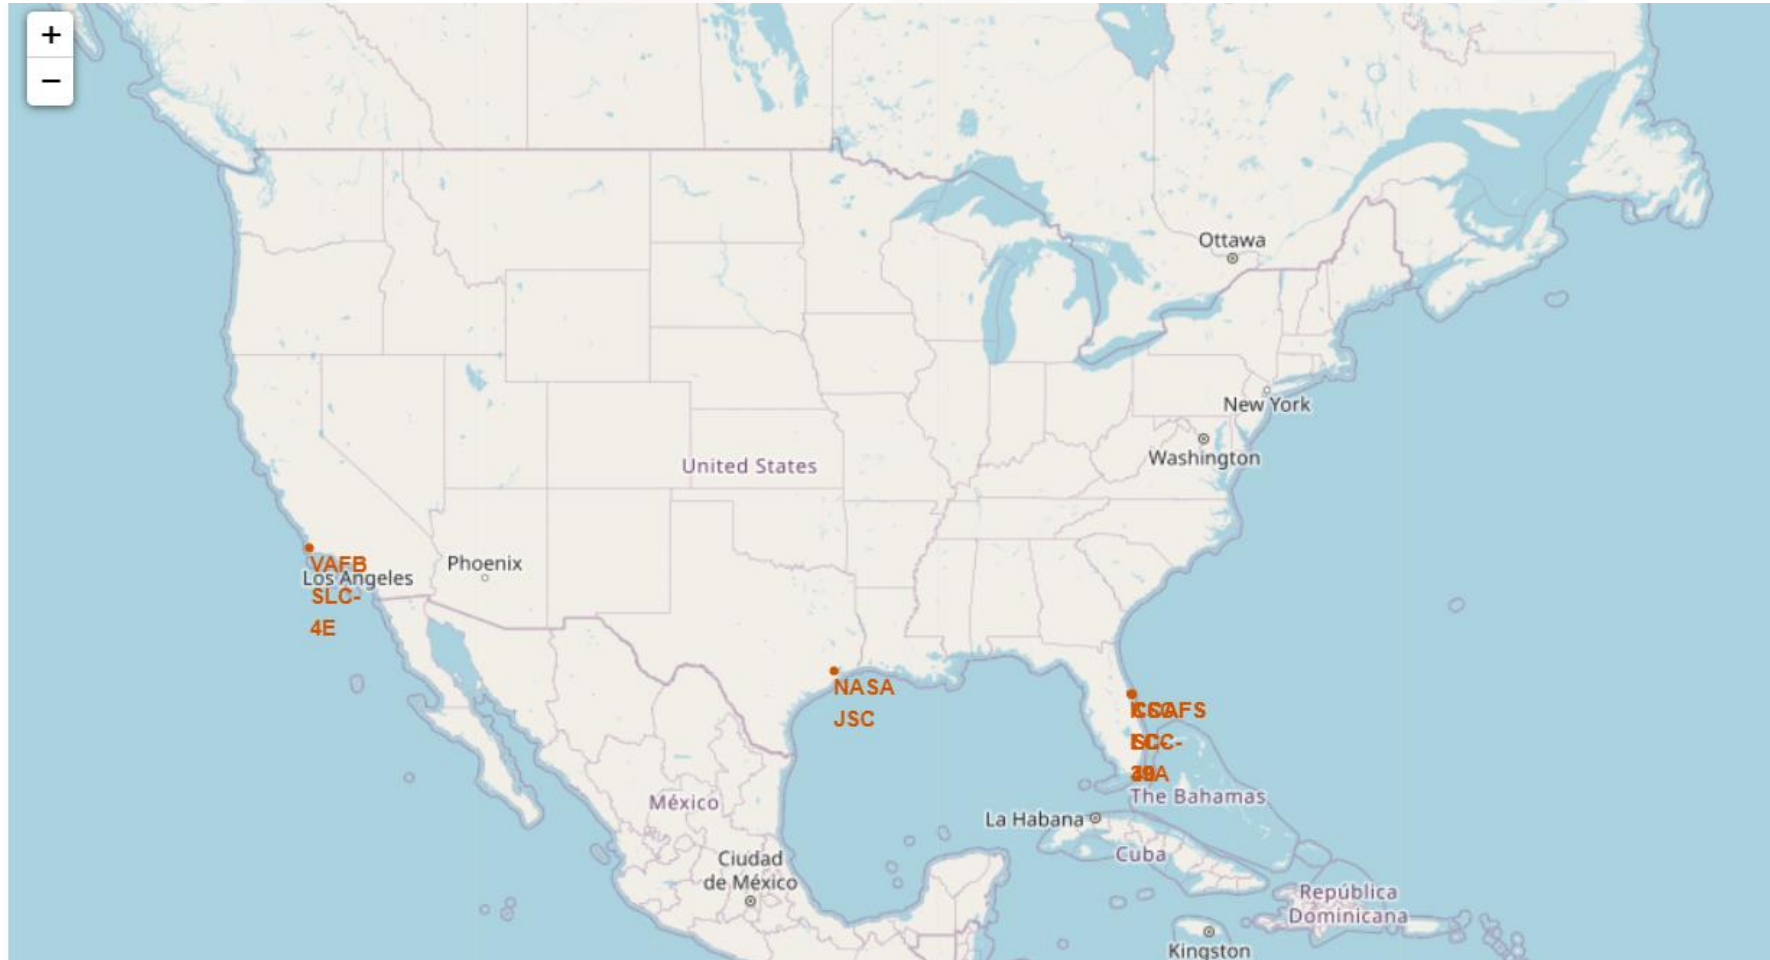 +
−
Ottawa
New York
Washington
United States
VAFB
SLC-
4E
Los Angeles
Phoenix
NASA
JSC
The Bahamas
México
La Habana
Cuba
Ciudad
de México
República
Dominicana
Kingston